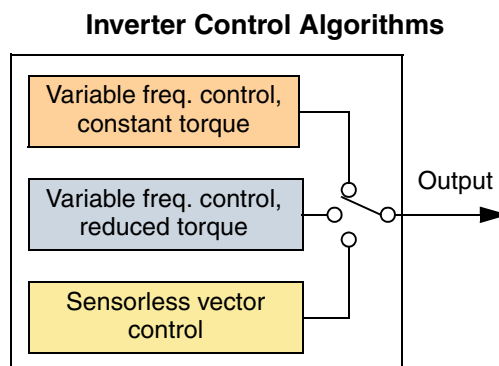 Inverter Control Algorithms
Variable freq. control,
constant torque
Variable freq. control,
reduced torque
Output
Sensorless vector
control